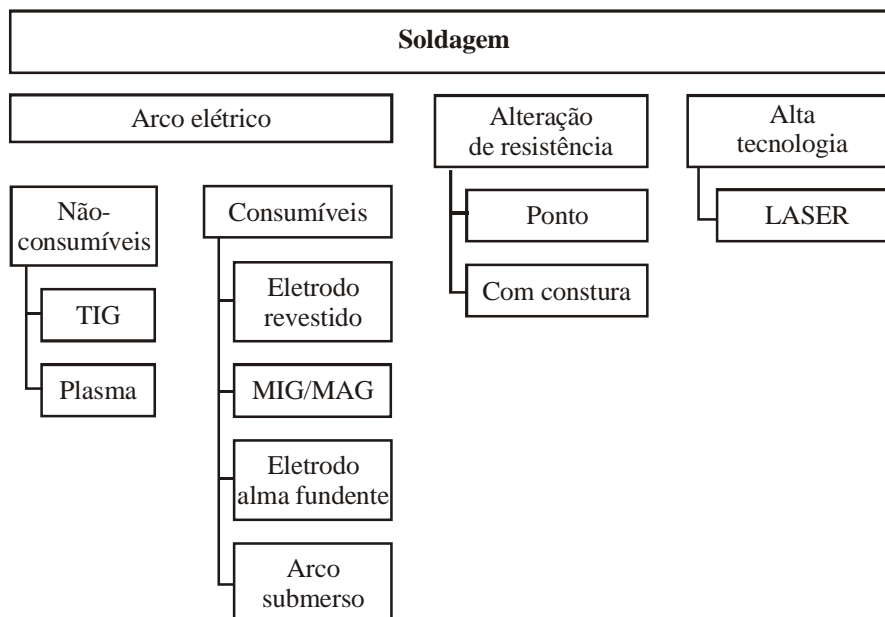 Soldagem
Arco elétrico
Não-
consumíveis
TIG
Plasma
Consumíveis
Eletrodo
revestido
MIG/MAG
Eletrodo
alma fundente
Arco
submerso
Alteração
de resistência
Ponto
Com constura
Alta
tecnologia
LASER